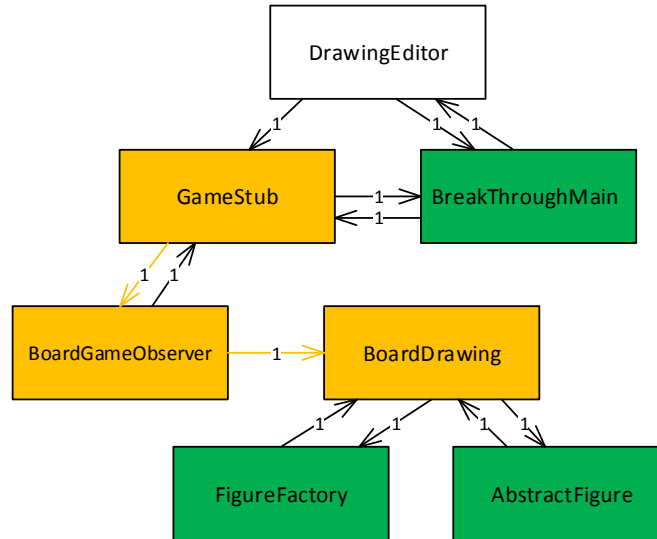 DrawingEditor
1
1
1
GameStub
1
1
BreakThroughMain
1
1
BoardGameObserver
1
BoardDrawing
1
1
1
1
FigureFactory
AbstractFigure